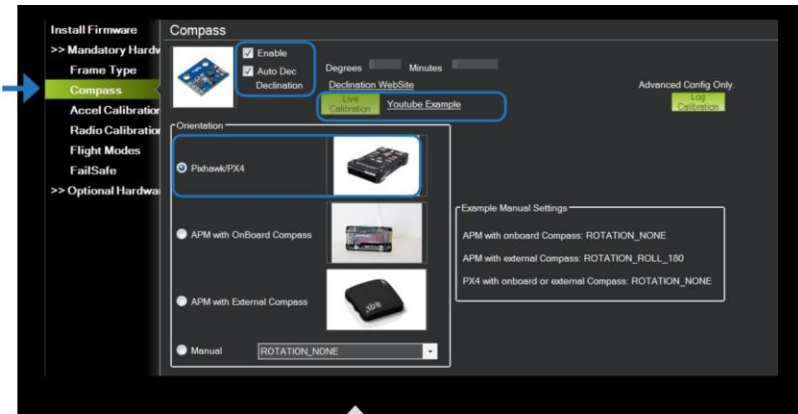 Install Firmware
>> Mandatory Hardw
Frame Type
Compass
Accel Calibration
Radio Calibration
Flight Modes
FailSafe
>> Optional Hardwa
Compass
Enable
Auto Dec
Declination
Degrees
Minutes
Declination WebSite
Live
Calibration
Youtube Example
Advanced Config Only.
Log
Calibration
Orientation
Pixhawk/PX4
APM with OnBoard Compass
APM with External Compass
Manual
ROTATION_NONE
Example Manual Settings
APM with onboard Compass: ROTATION_NONE
APM with external Compass: ROTATION_ROLL_180
PX4 with onboard or external Compass: ROTATION_NONE